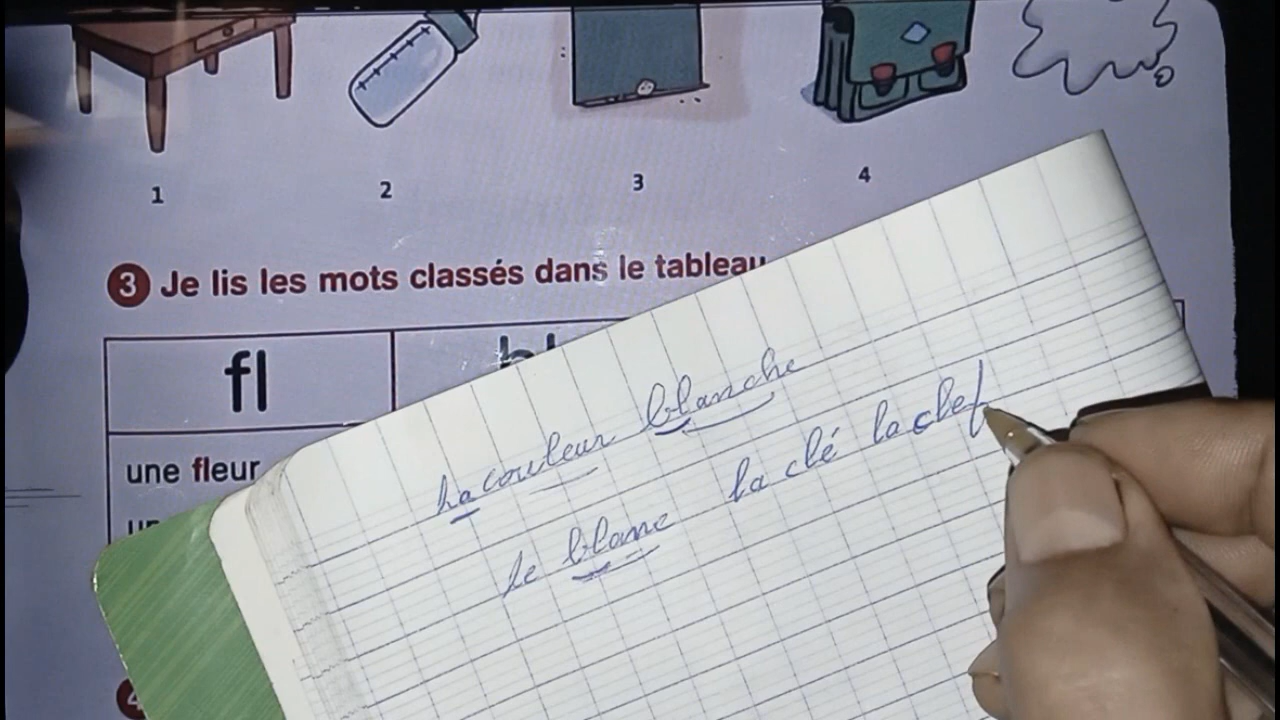 1 2 3 4
3 Je lis les mots classés dans le tableau
fl bl
une fleur
La couleur blanche
le blanc la clé la clef